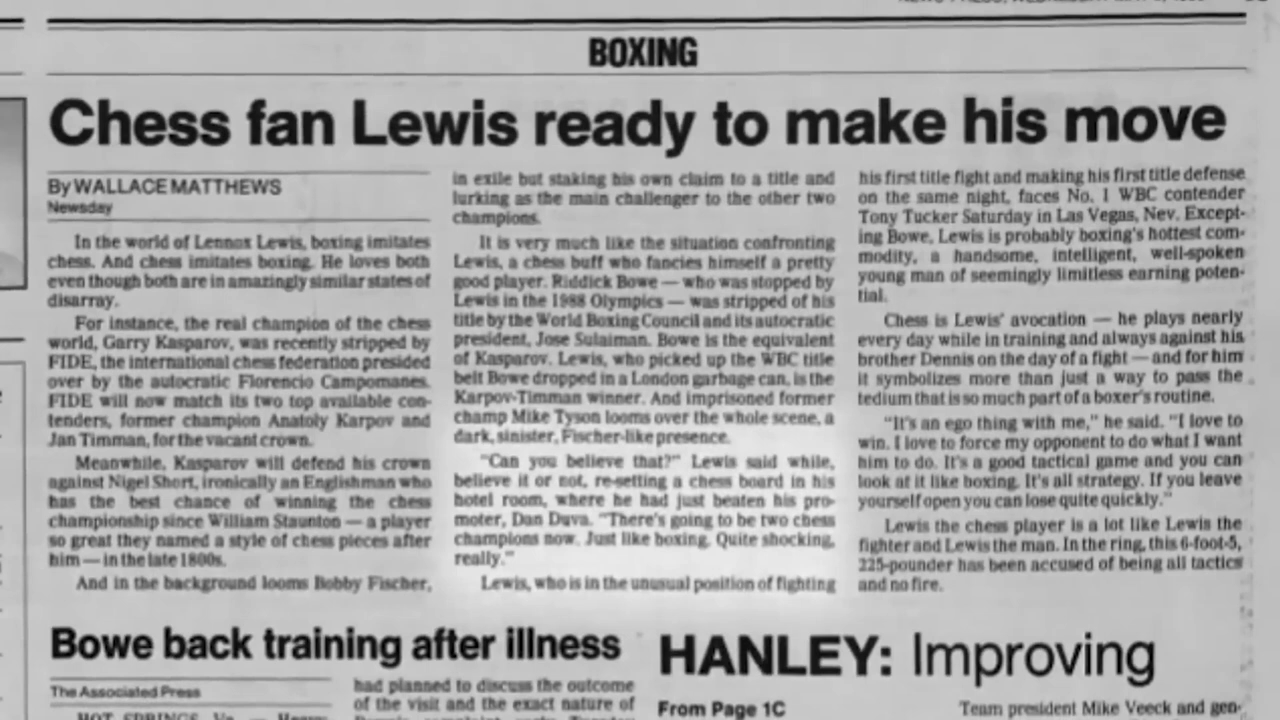 BOXING
Chess fan Lewis ready to make his move
By WALLACE MATTHEWS
Newsday
In the world of Lennox Lewis, boxing imitates
chess. And chess imitates boxing. He loves both
even though both are in amazingly similar states of
disarray.
For instance, the real champion of the chess
world, Garry Kasparov, was recently stripped by
FIDE, the international chess federation presided
over by the autocratic Florencio Campomanes.
FIDE will now match its two top available con-
tenders, former champion Anatoly Karpov and
Jan Timman, for the vacant crown.
Meanwhile, Kasparov will defend his crown
against Nigel Short, ironically an Englishman who
has the best chance of winning the chess
championship since William Staunton — a player
so great they named a style of chess pieces after
him — in the late 1800s.
And in the background looms Bobby Fischer,
in exile but staking his own claim to a title and
lurking as the main challenger to the other two
champions.
It is very much like the situation confronting
Lewis, a chess buff who fancies himself a pretty
good player. Riddick Bowe — who was stopped by
Lewis in the 1988 Olympics — was stripped of his
title by the World Boxing Council and its autocratic
president, Jose Sulaiman. Bowe is the equivalent
of Kasparov. Lewis, who picked up the WBC title
belt Bowe dropped in a London garbage can, is the
Karpov-Timman winner. And imprisoned former
champ Mike Tyson looms over the whole scene, a
dark, sinister, Fischer-like presence.
"Can you believe that?" Lewis said while,
believe it or not, re-setting a chess board in his
hotel room, where he had just beaten his pro-
moter, Dan Duva. "There's going to be two chess
champions now. Just like boxing. Quite shocking,
really."
Lewis, who is in the unusual position of fighting
his first title fight and making his first title defense
on the same night, faces No. 1 WBC contender
Tony Tucker Saturday in Las Vegas, Nev. Except-
ing Bowe, Lewis is probably boxing's hottest com-
modity, a handsome, intelligent, well-spoken
young man of seemingly limitless earning poten-
tial.
Chess is Lewis' avocation — he plays nearly
every day while in training and always against his
brother Dennis on the day of a fight — and for him
it symbolizes more than just a way to pass the
tedium that is so much part of a boxer's routine.
"It's an ego thing with me," he said. "I love to
win. I love to force my opponent to do what I want
him to do. It's a good tactical game and you can
look at it like boxing. It's all strategy. If you leave
yourself open you can lose quite quickly."
Lewis the chess player is a lot like Lewis the
fighter and Lewis the man. In the ring, this 6-foot-5,
225-pounder has been accused of being all tactics
and no fire.
Bowe back training after illness
The Associated Press
had planned to discuss the outcome
of the visit and the exact nature of
HANLEY: Improving
From Page 1C
Team president Mike Veeck and gen-